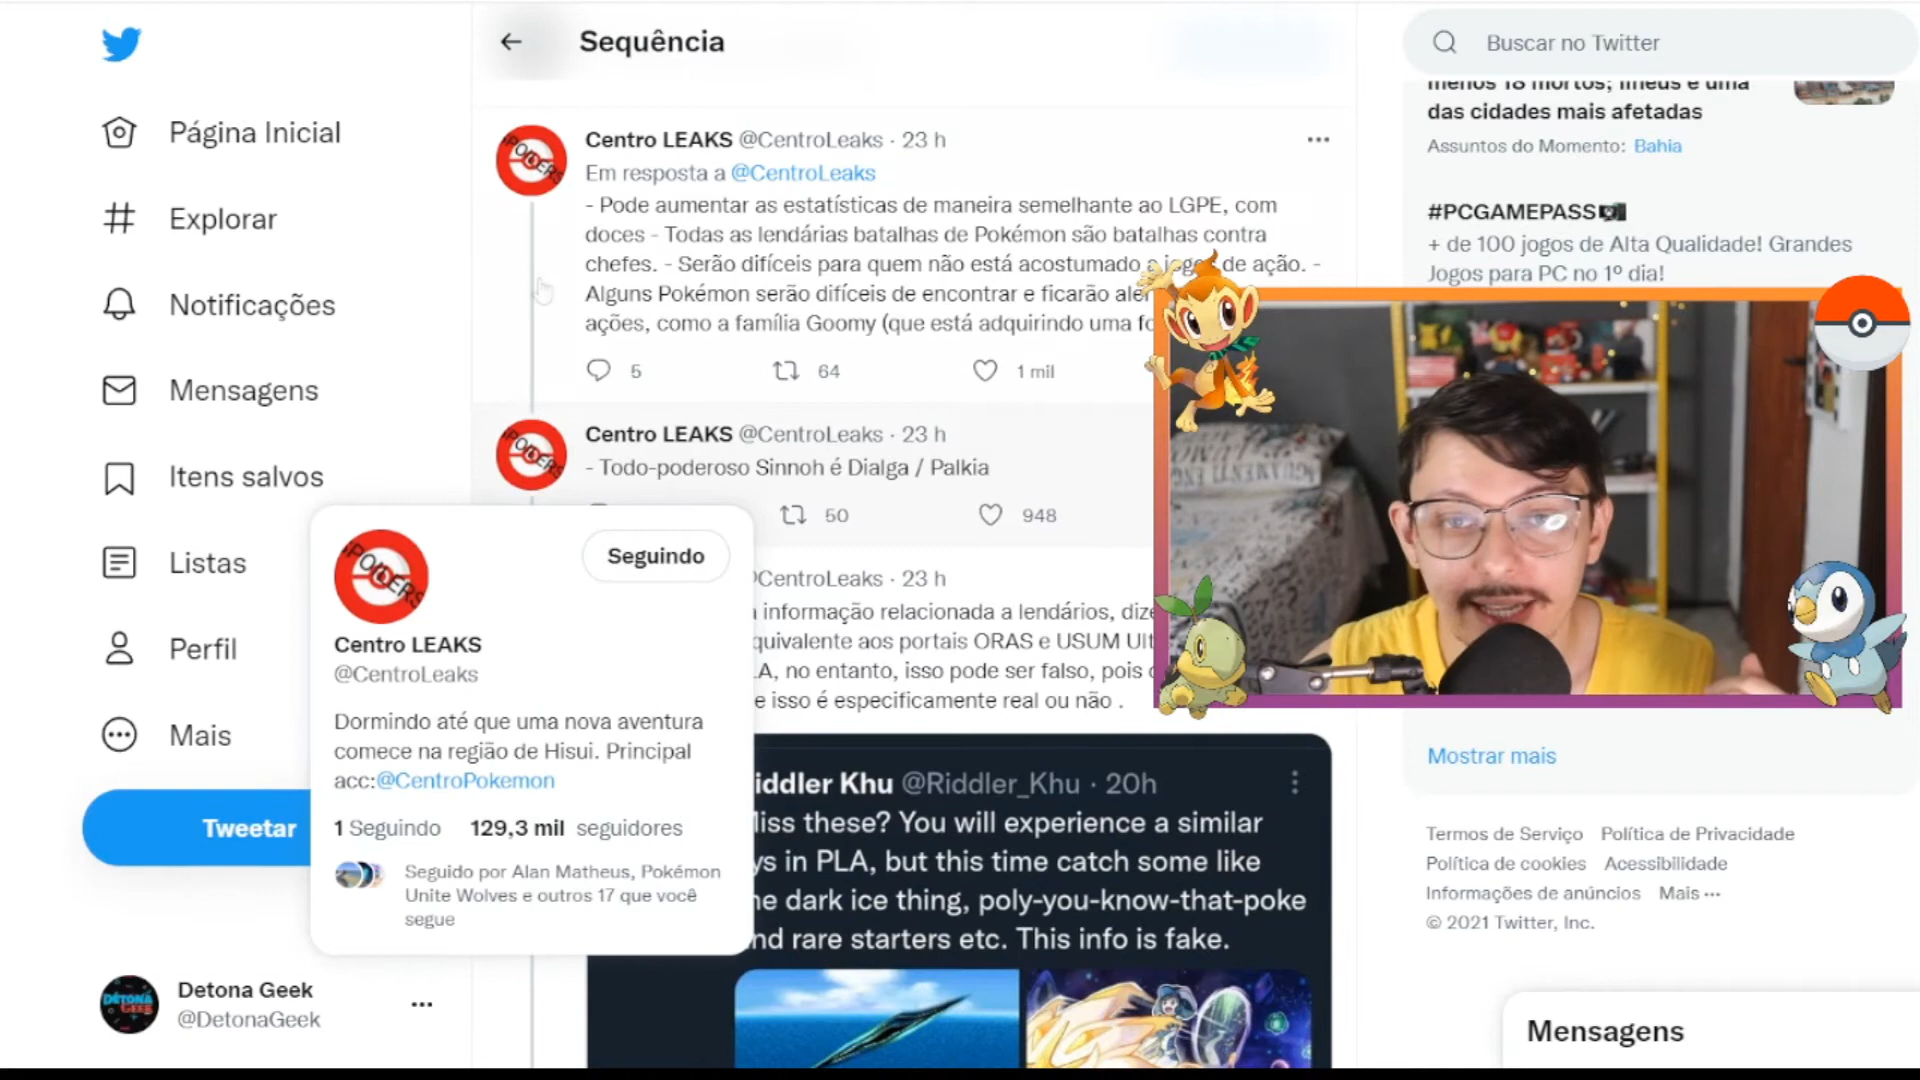 Sequência
Buscar no Twitter
Página Inicial
Explorar
Notificações
Mensagens
Itens salvos
Listas
Perfil
Mais
Tweetar
Detona Geek
@DetonaGeek
Centro LEAKS @CentroLeaks · 23 h
Em resposta a @CentroLeaks
- Pode aumentar as estatísticas de maneira semelhante ao LGPE, com
doces - Todas as lendárias batalhas de Pokémon são batalhas contra
chefes. - Serão difíceis para quem não está acostumado a jogos de ação. -
Alguns Pokémon serão difíceis de encontrar e ficarão
ações, como a família Goomy (que está adquirindo uma
5 64 1 mil
Centro LEAKS @CentroLeaks · 23 h
- Todo-poderoso Sinnoh é Dialga / Palkia
50 948
CentroLeaks · 23 h
informação relacionada a lendários,
aos portais ORAS e USUM
no entanto, isso pode ser falso, pois
e isso é especificamente real ou não .
SPOILERS
Seguindo
Centro LEAKS
@CentroLeaks
Dormindo até que uma nova aventura
comece na região de Hisui. Principal
acc:@CentroPokemon
1 Seguindo 129,3 mil seguidores
Seguido por Alan Matheus, Pokémon
Unite Wolves e outros 17 que você
segue
Khu @Riddler_Khu · 20h
these? You will experience a similar
in PLA, but this time catch some like
dark ice thing, poly-you-know-that-poke
rare starters etc. This info is fake.
menos 18 mortos; Ilhéus é uma
das cidades mais afetadas
Assuntos do Momento: Bahia
#PCGAMEPASS
+ de 100 jogos de Alta Qualidade! Grandes
Jogos para PC no 1º dia!
Mostrar mais
Termos de Serviço Política de Privacidade
Política de cookies Acessibilidade
Informações de anúncios Mais ···
© 2021 Twitter, Inc.
Mensagens